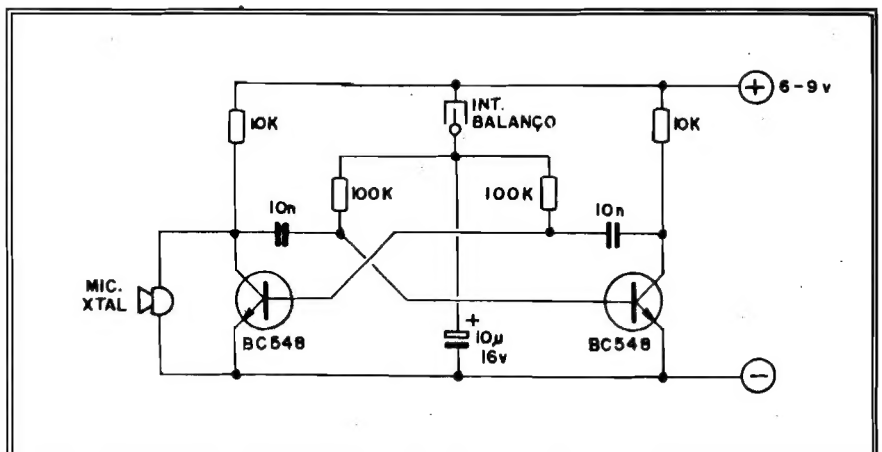 + 6-9v
INT.
BALANÇO
10K
10K
100K
100K
10n
10n
MIC.
XTAL
BC548
+
10µ
16v
BC548
−